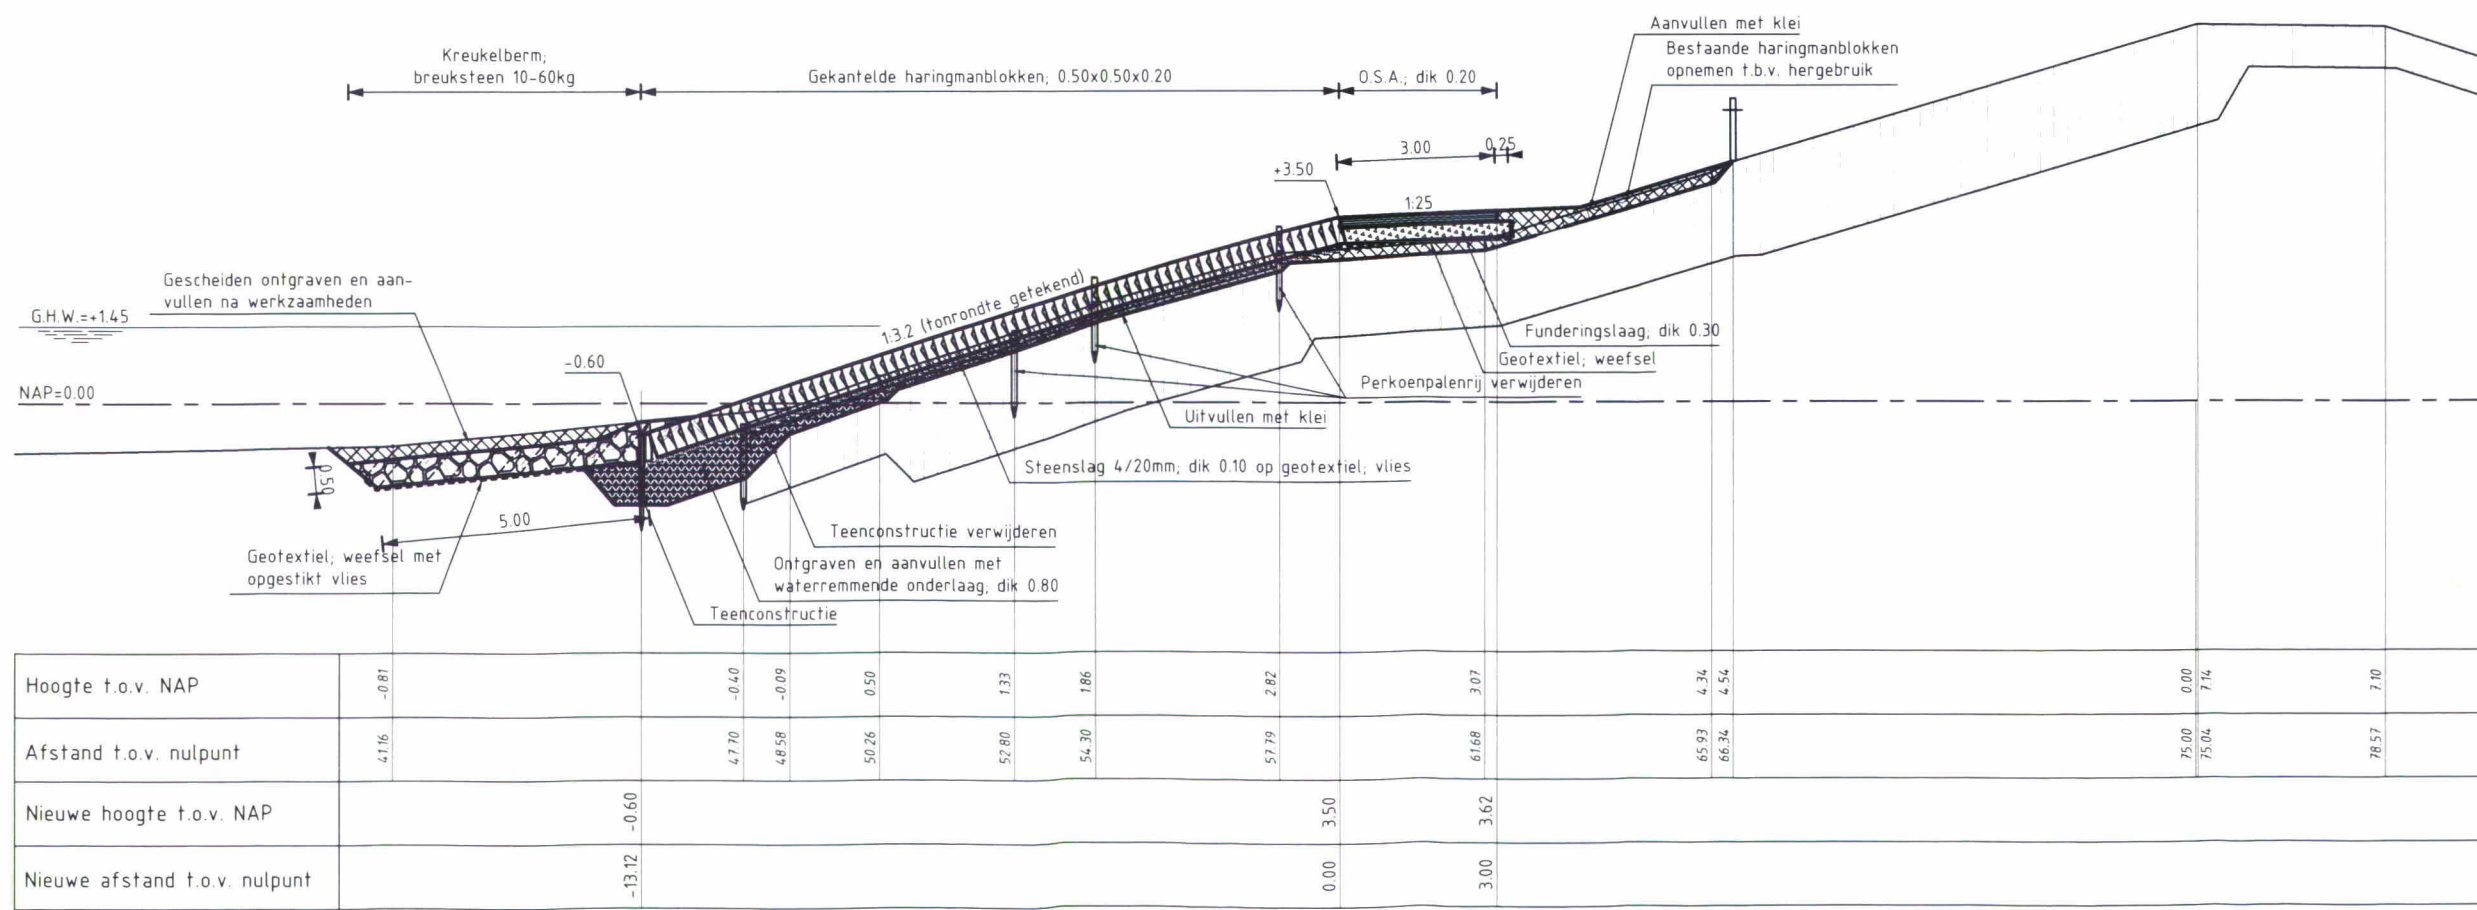 Aanvullen met klei
Bestaande haringmanblokken
opnemen t.b.v. hergebruik
Kreukelberm;
breuksteen 10-60kg
Gekantelde haringmanblokken; 0.50x0.50x0.20
O.S.A.; dik 0.20
3.00
0.25
+3.50
1:25
Gescheiden ontgraven en aan-
vullen na werkzaamheden
G.H.W.=+1.45
1:3.2 (tonrondte getekend)
-0.60
NAP=0.00
Funderingslaag; dik 0.30
Geotextiel; weefsel
Perkoenpalenrij verwijderen
Uitvullen met klei
Steenslag 4/20mm; dik 0.10 op geotextiel; vlies
0.50
5.00
Teenconstructie verwijderen
Geotextiel; weefsel met
opgestikt vlies
Ontgraven en aanvullen met
waterremmende onderlaag; dik 0.80
Teenconstructie
Hoogte t.o.v. NAP -0.81 -0.40 -0.09 0.50 1.33 1.86 2.82 3.07 4.34 4.54 0.00 7.14 7.10
Afstand t.o.v. nulpunt 41.16 47.70 48.58 50.26 52.80 54.30 57.79 61.68 65.93 66.34 75.00 75.04 78.57
Nieuwe hoogte t.o.v. NAP -0.60 3.50 3.62
Nieuwe afstand t.o.v. nulpunt -13.12 0.00 3.00